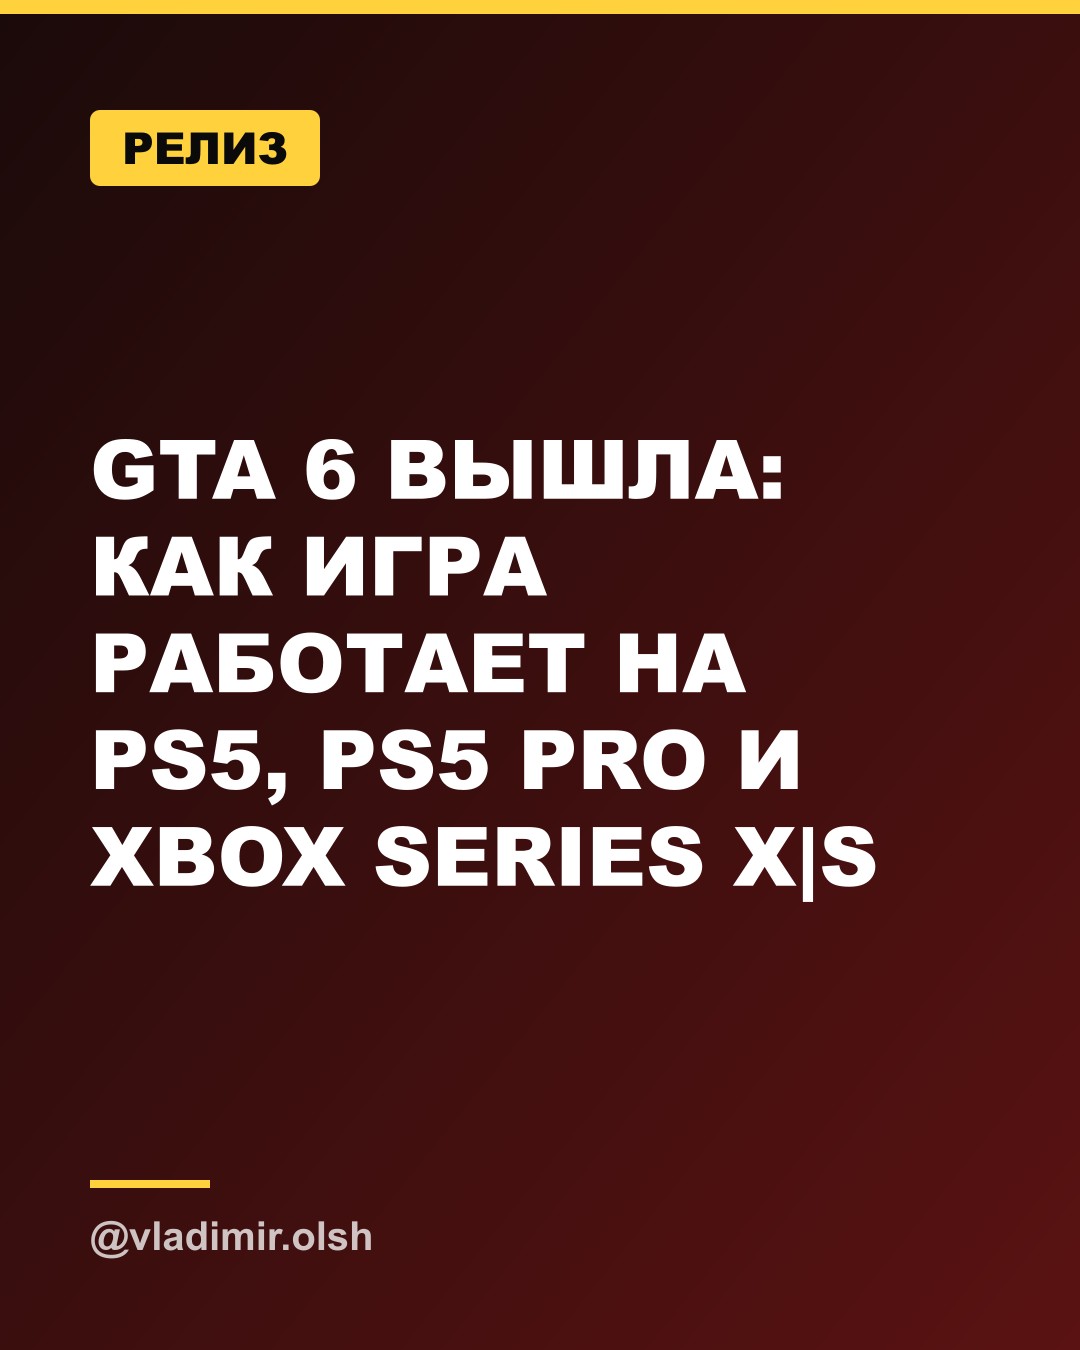 РЕЛИЗ
GTA 6 ВЫШЛА:
КАК ИГРА
РАБОТАЕТ НА
PS5, PS5 PRO И
XBOX SERIES X|S
@vladimir.olsh